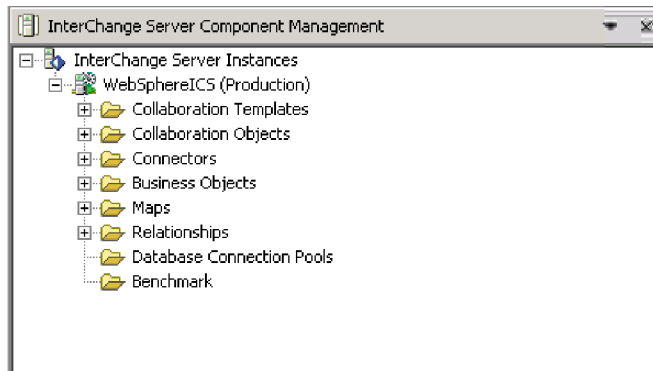 InterChange Server Component Management
InterChange Server Instances
WebSphereICS (Production)
Collaboration Templates
Collaboration Objects
Connectors
Business Objects
Maps
Relationships
Database Connection Pools
Benchmark